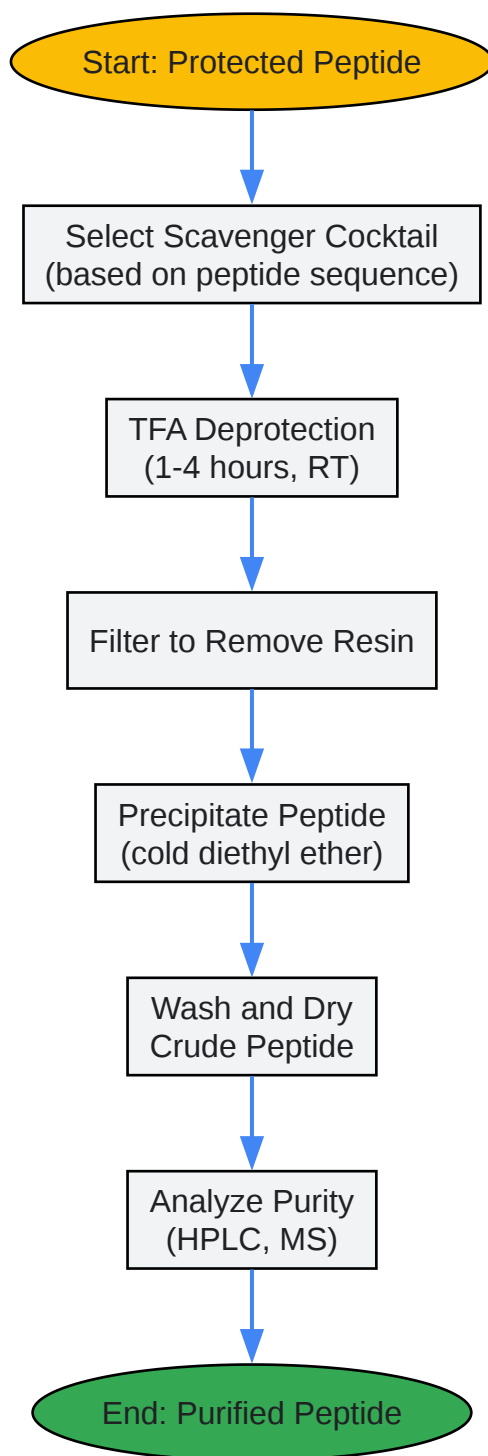 Start: Protected Peptide
Select Scavenger Cocktail
(based on peptide sequence)
TFA Deprotection
(1-4 hours, RT)
Filter to Remove Resin
Precipitate Peptide
(cold diethyl ether)
Wash and Dry
Crude Peptide
Analyze Purity
(HPLC, MS)
End: Purified Peptide